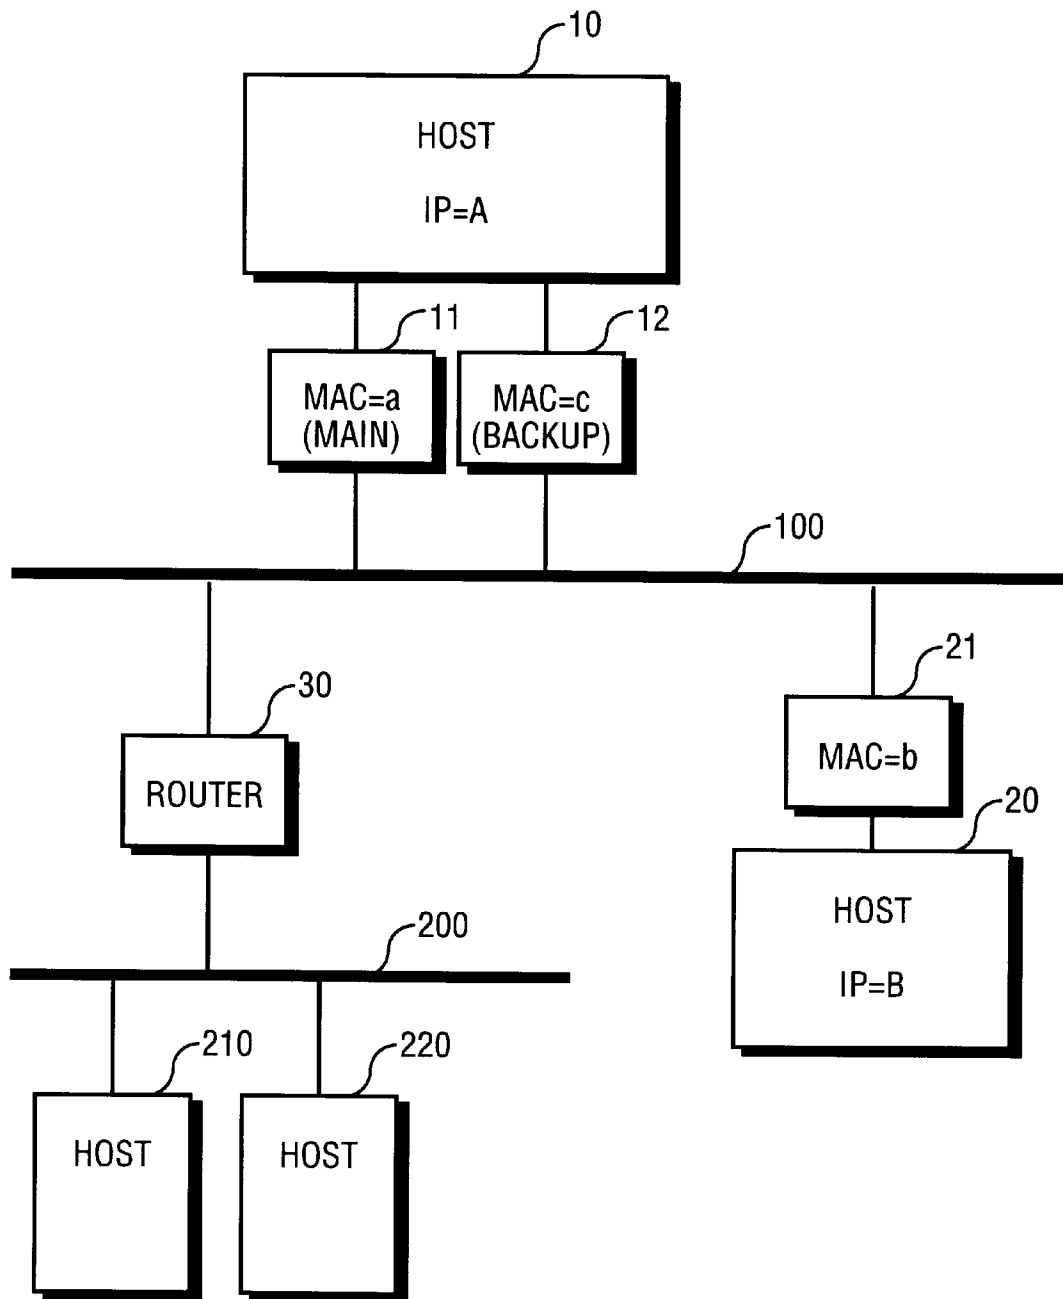 10
HOST
IP=A
11
12
MAC=a
(MAIN)
MAC=c
(BACKUP)
100
21
30
MAC=b
ROUTER
20
HOST
200
IP=B
210
220
HOST
HOST